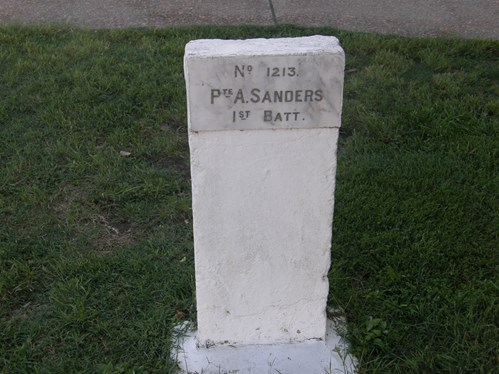 No 1213.
PTE A. SANDERS
1ST BATT.